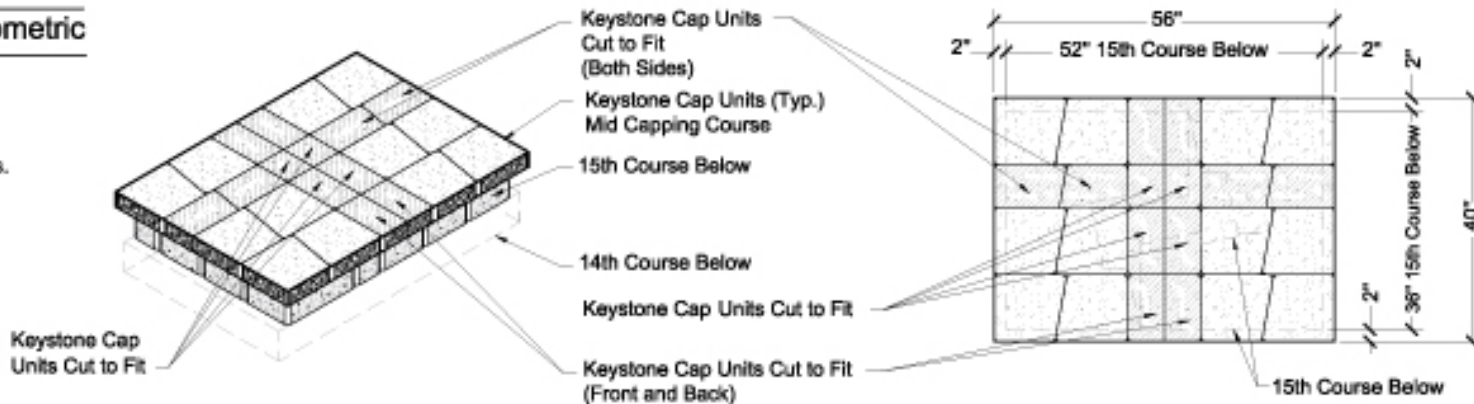 ometric
s.
Keystone Cap Units
Cut to Fit
(Both Sides)
Keystone Cap Units (Typ.)
Mid Capping Course
15th Course Below
14th Course Below
Keystone Cap Units Cut to Fit
Keystone Cap Units Cut to Fit
(Front and Back)
Keystone Cap
Units Cut to Fit
56"
2"
52" 15th Course Below
2"
2"
36" 15th Course Below
40"
2"
15th Course Below